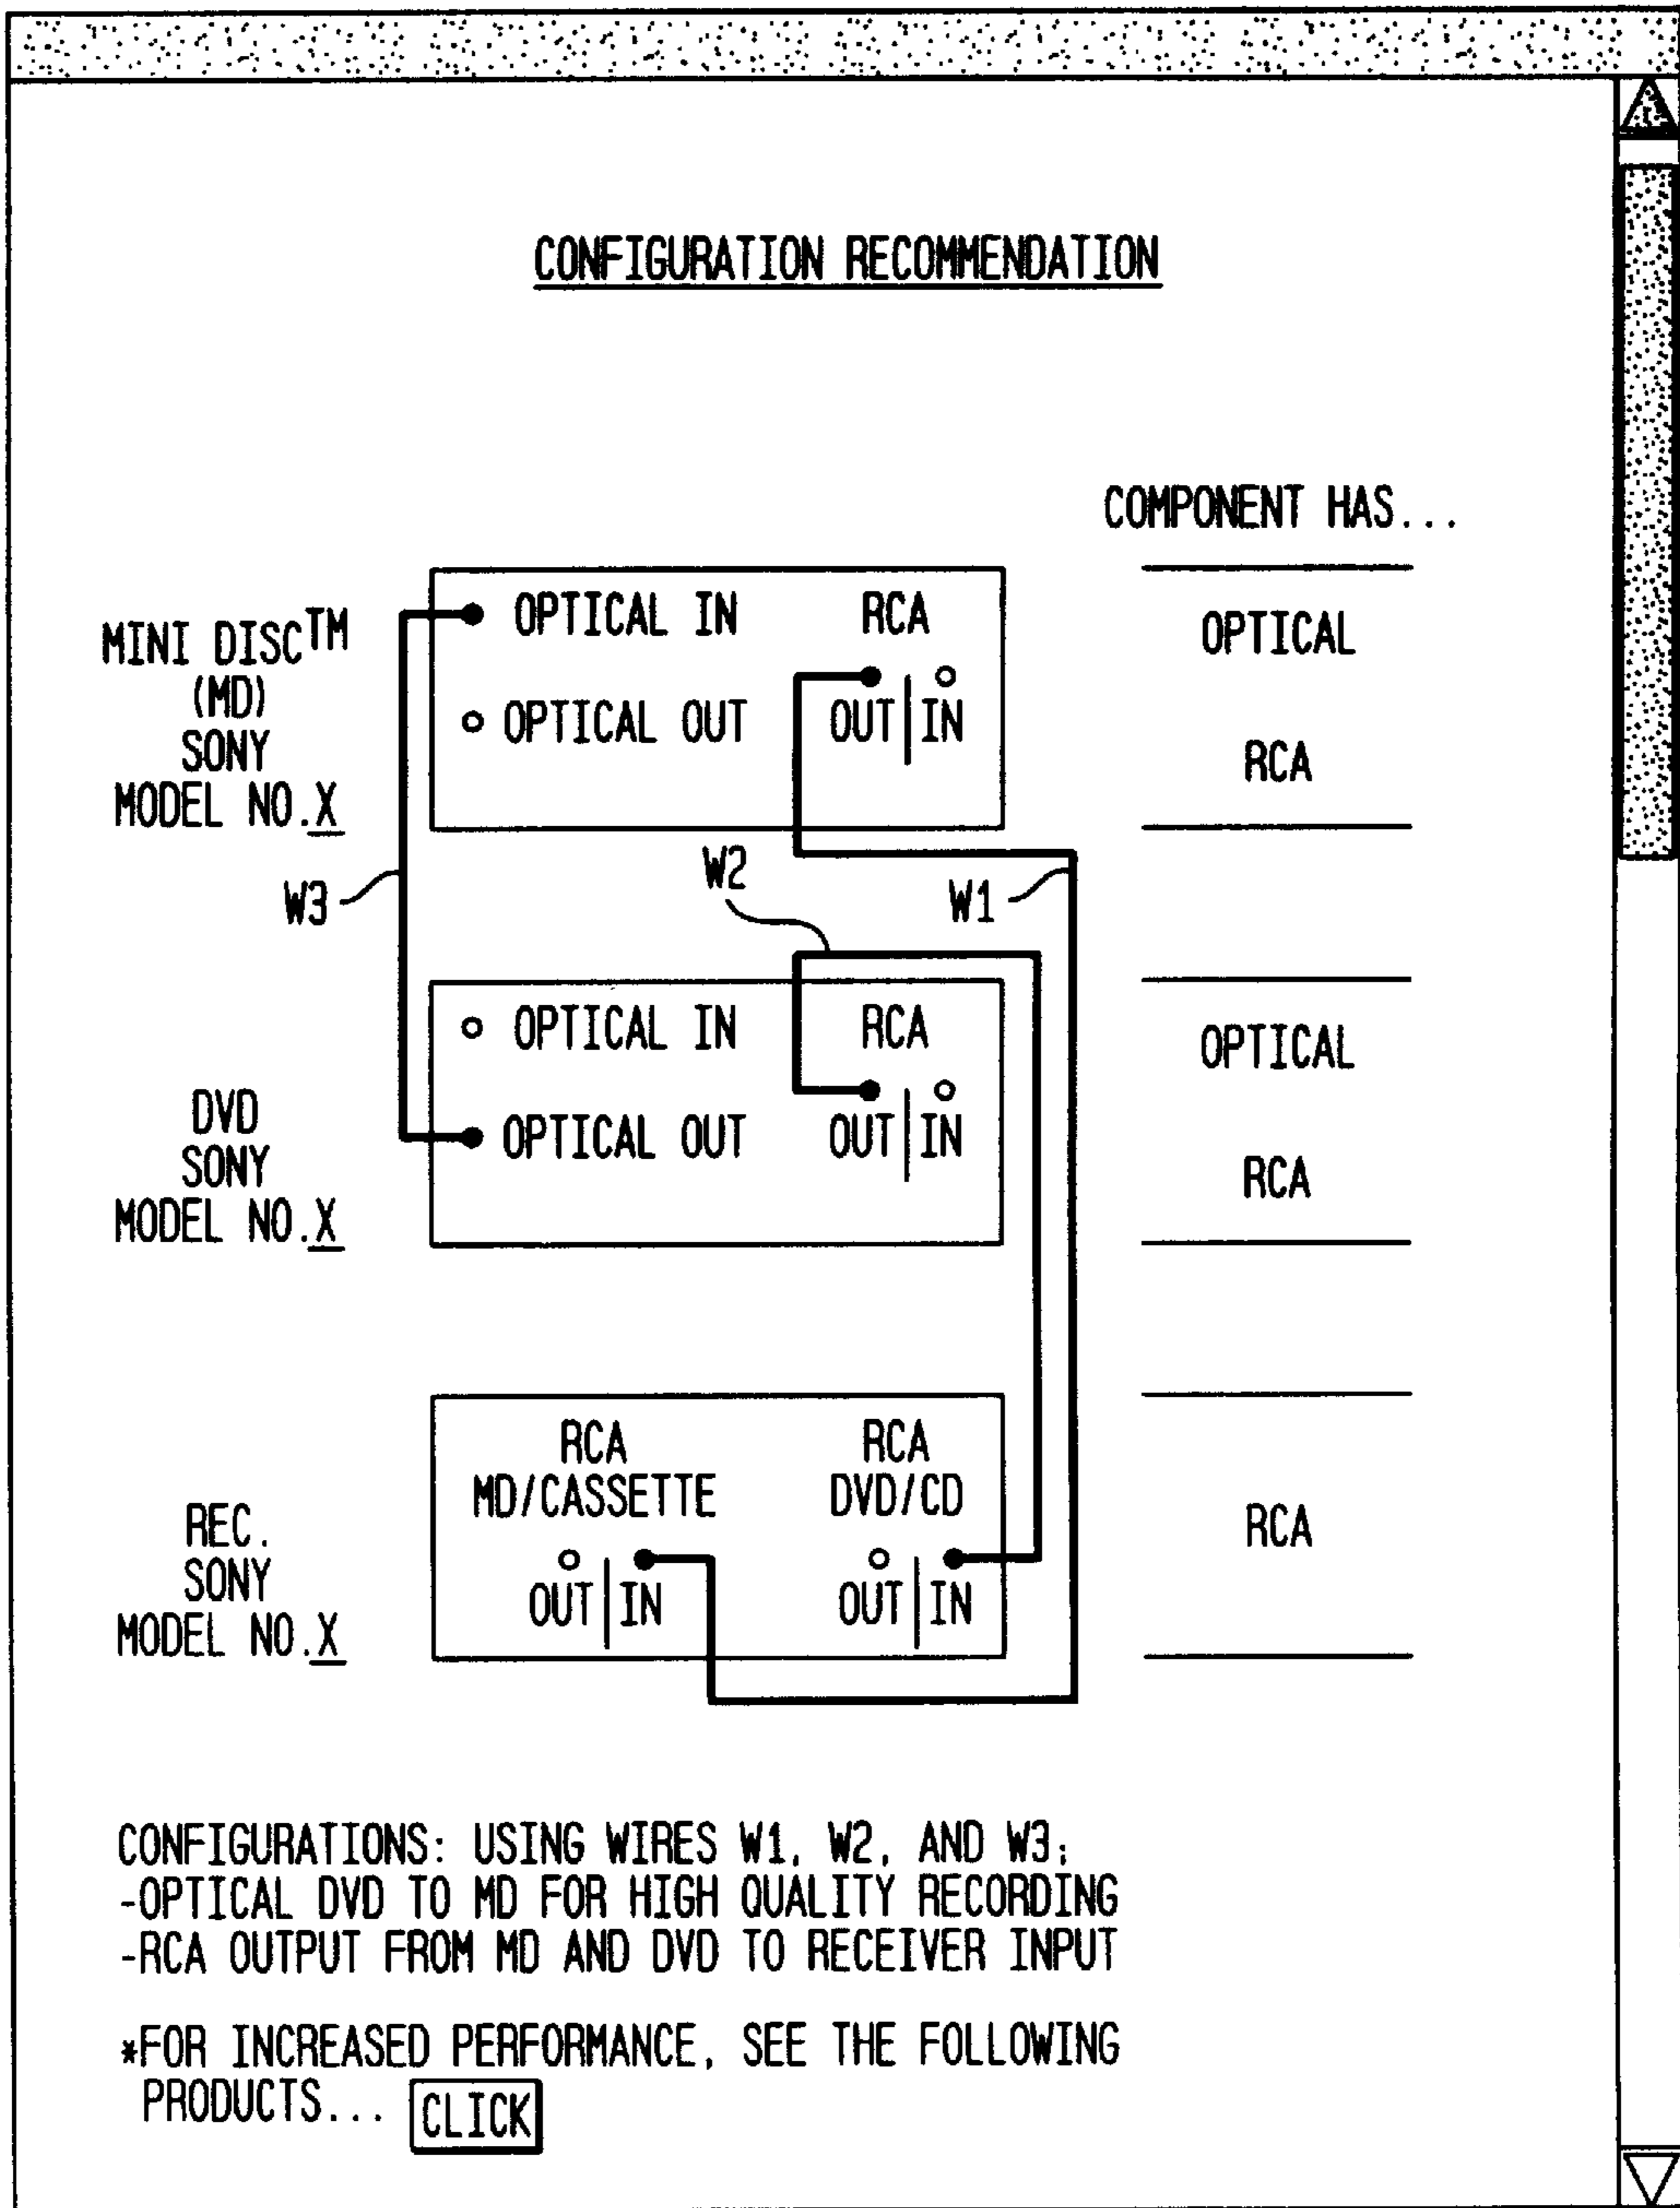 CONFIGURATION RECOMMENDATION
COMPONENT HAS...
MINI DISC™
(MD)
SONY
MODEL NO.X
OPTICAL IN
RCA
OPTICAL OUT
OUT IN
OPTICAL
RCA
W3
W2
W1
DVD
SONY
MODEL NO.X
OPTICAL IN
RCA
OPTICAL OUT
OUT IN
OPTICAL
RCA
REC.
SONY
MODEL NO.X
RCA
MD/CASSETTE
OUT IN
RCA
DVD/CD
OUT IN
RCA
CONFIGURATIONS: USING WIRES W1, W2, AND W3;
-OPTICAL DVD TO MD FOR HIGH QUALITY RECORDING
-RCA OUTPUT FROM MD AND DVD TO RECEIVER INPUT
*FOR INCREASED PERFORMANCE, SEE THE FOLLOWING
PRODUCTS... CLICK